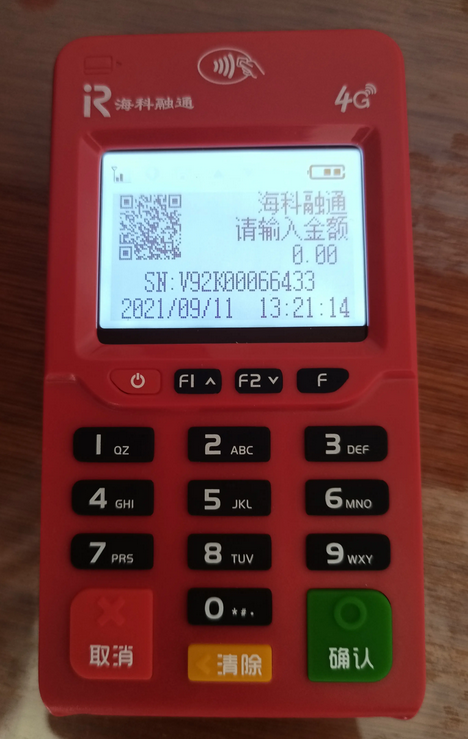 iR 海科融通 4G
海科融通
请输入金额
0.00
SN:V92K00066433
2021/09/11 13:21:14
F1 F2 F
1 QZ 2 ABC 3 DEF
4 GHI 5 JKL 6 MNO
7 PRS 8 TUV 9 WXY
0 *#.
取消 清除 确认